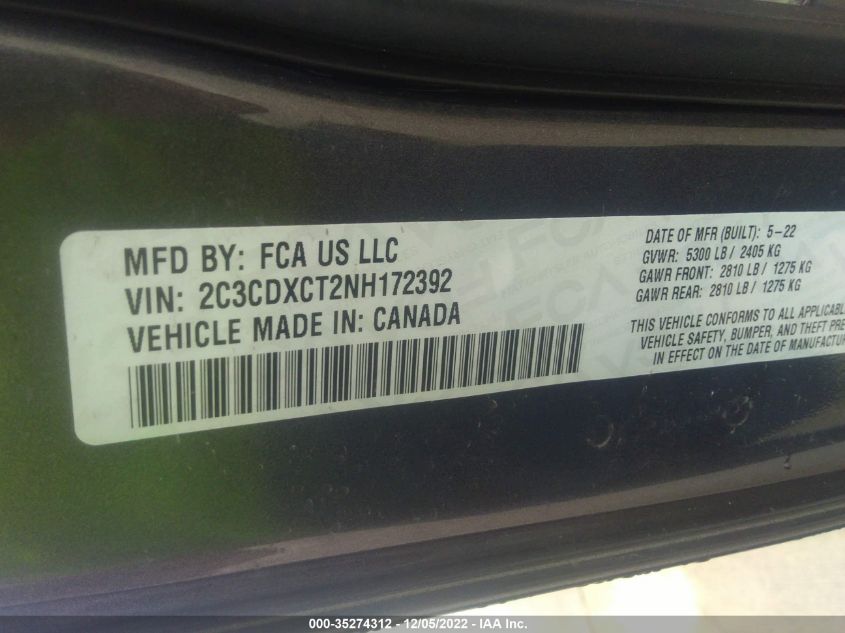 MFD BY: FCA US LLC
VIN: 2C3CDXCT2NH172392
VEHICLE MADE IN: CANADA
DATE OF MFR (BUILT): 5-22
GVWR: 5300 LB / 2405 KG
GAWR FRONT: 2810 LB / 1275 KG
GAWR REAR: 2810 LB / 1275 KG
THIS VEHICLE CONFORMS TO ALL APPLICABL
VEHICLE SAFETY, BUMPER, AND THEFT PRE
IN EFFECT ON THE DATE OF MANUFACTUR
000-35274312 - 12/05/2022 - IAA Inc.